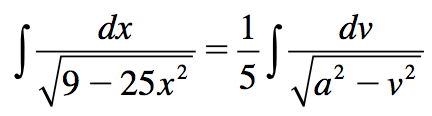 ∫ dx / √(9 − 25x²) = 1/5 ∫ dv / √(a² − v²)